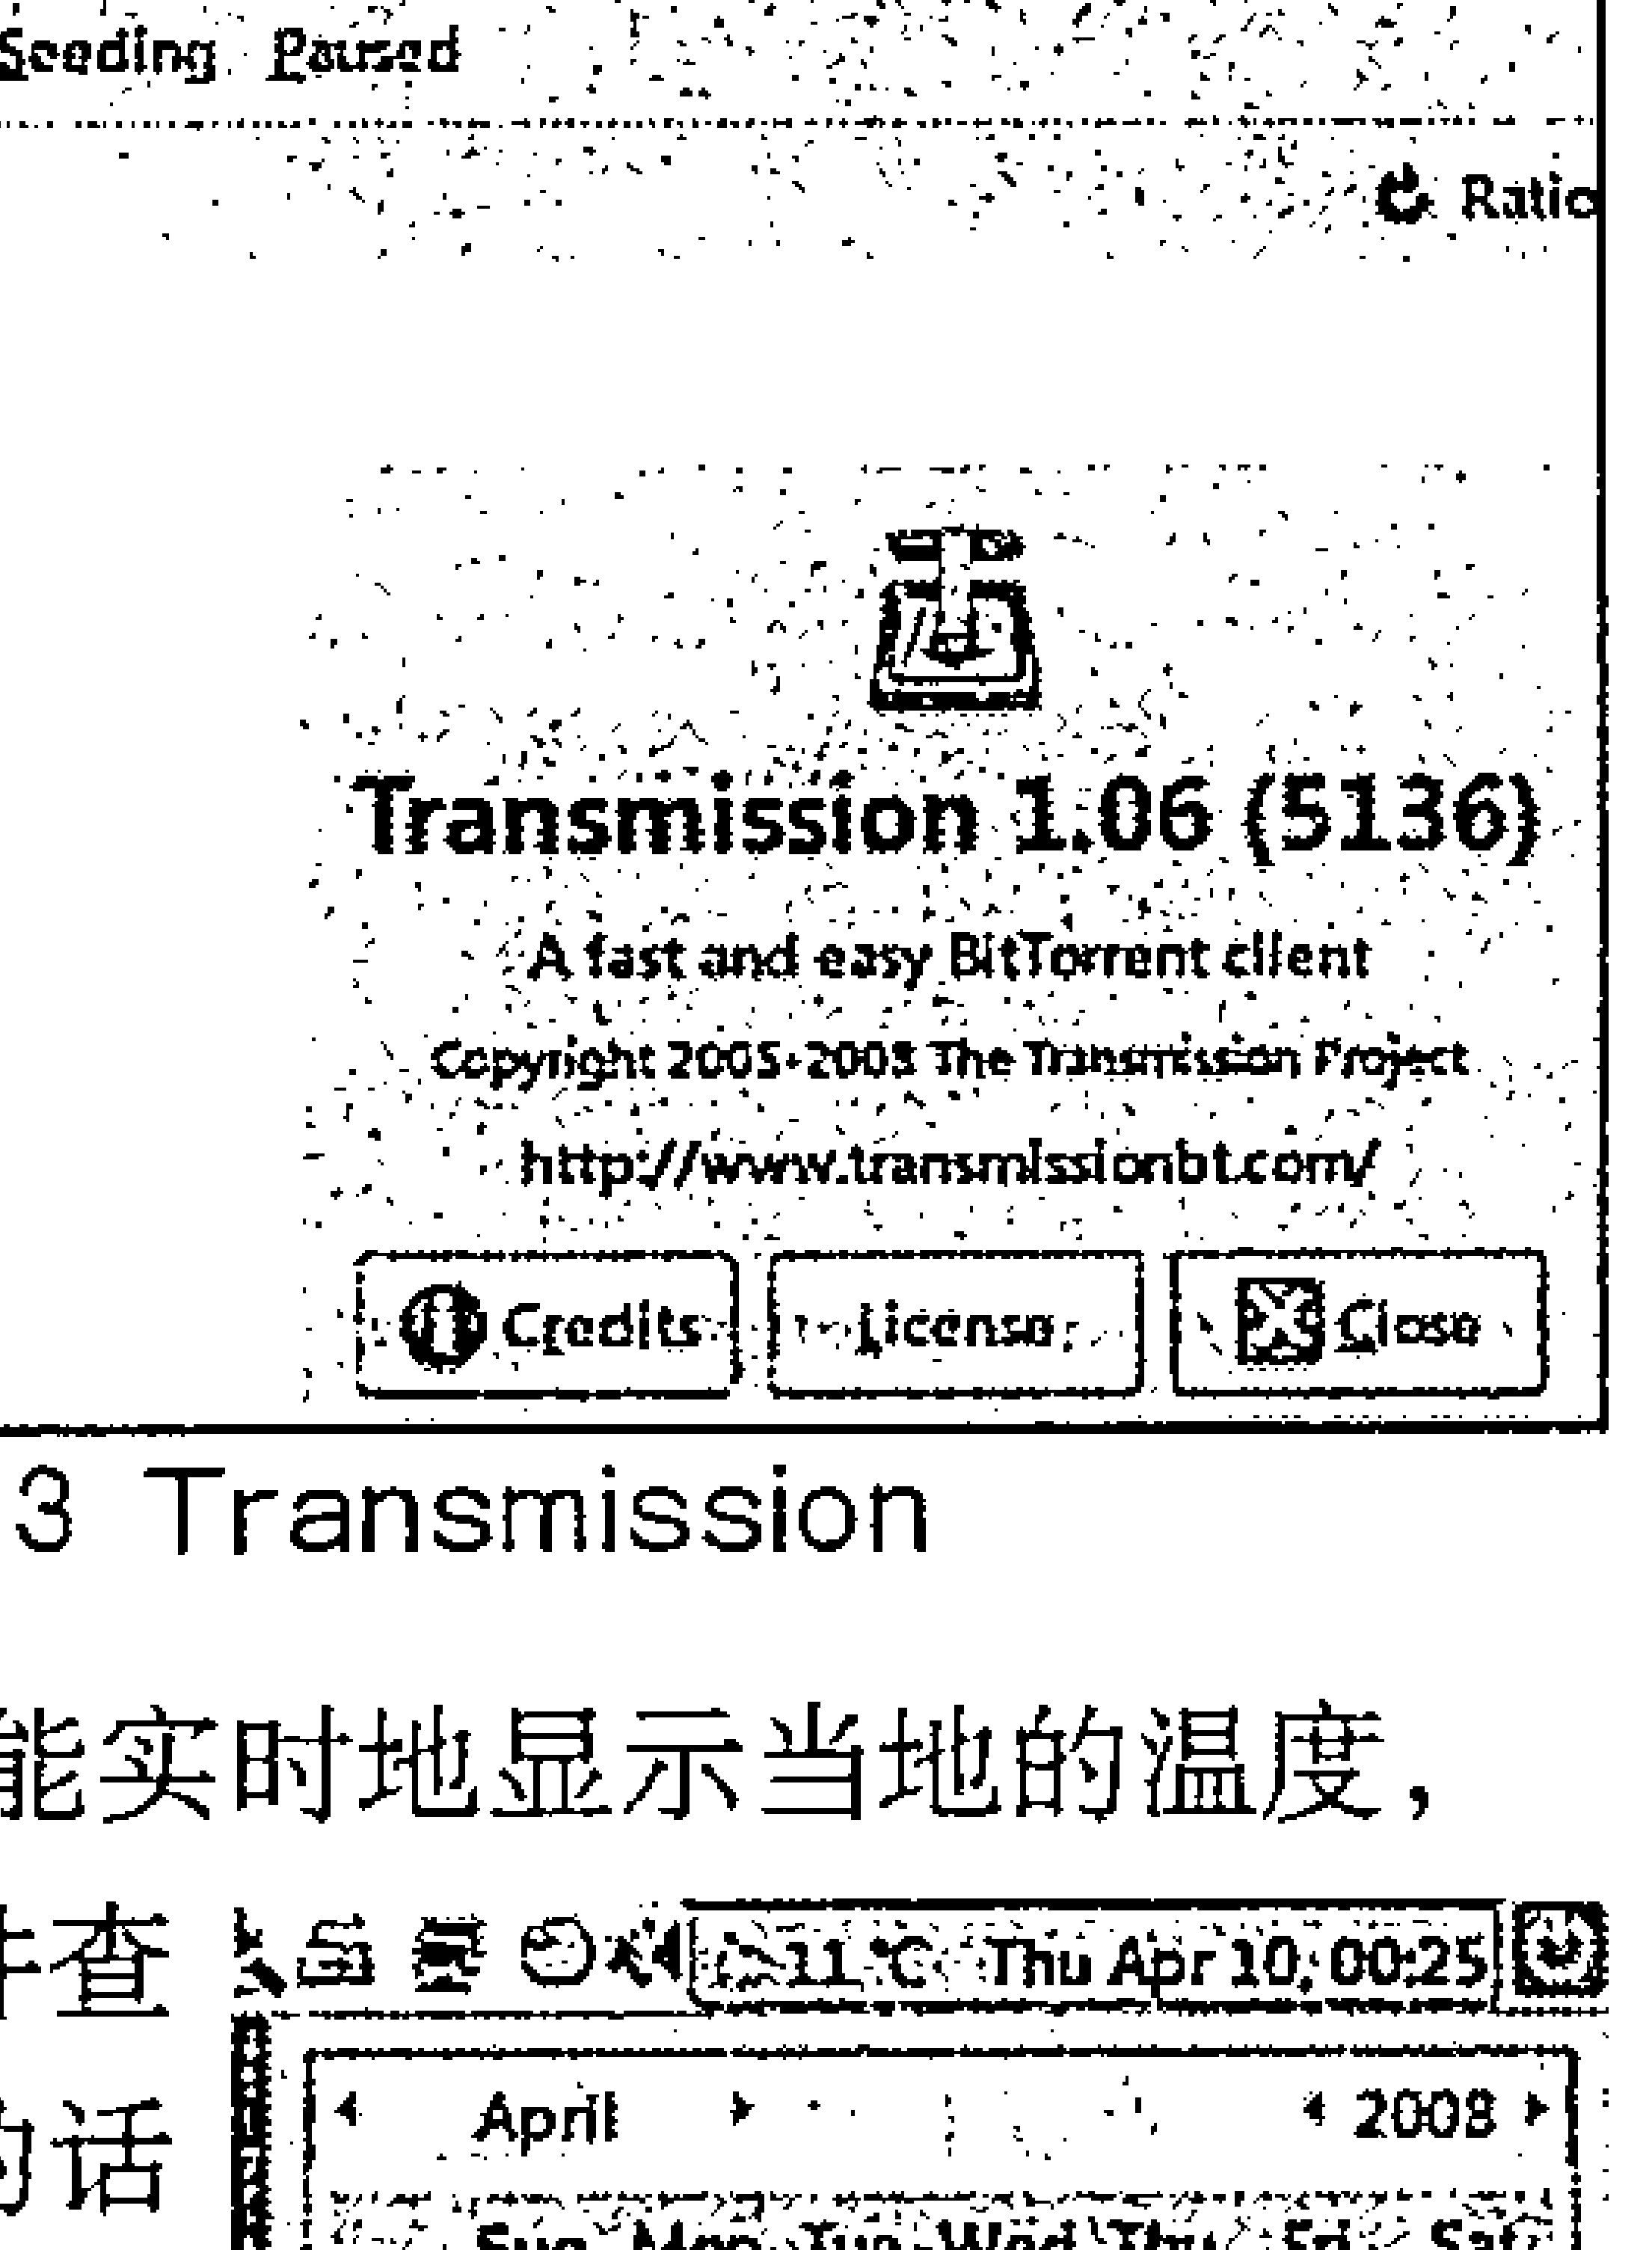 Seeding Paused
Ratio
Transmission 1.06 (5136)
A fast and easy BitTorrent client
Copyright 2005-2008 The Transmission Project
http://www.transmissionbt.com/
Credits License Close
3 Transmission
能实时地显示当地的温度，
查
11 °C Thu Apr 10, 00:25
April 2008
的话
Sun Mon Tue Wed Thu Fri Sat